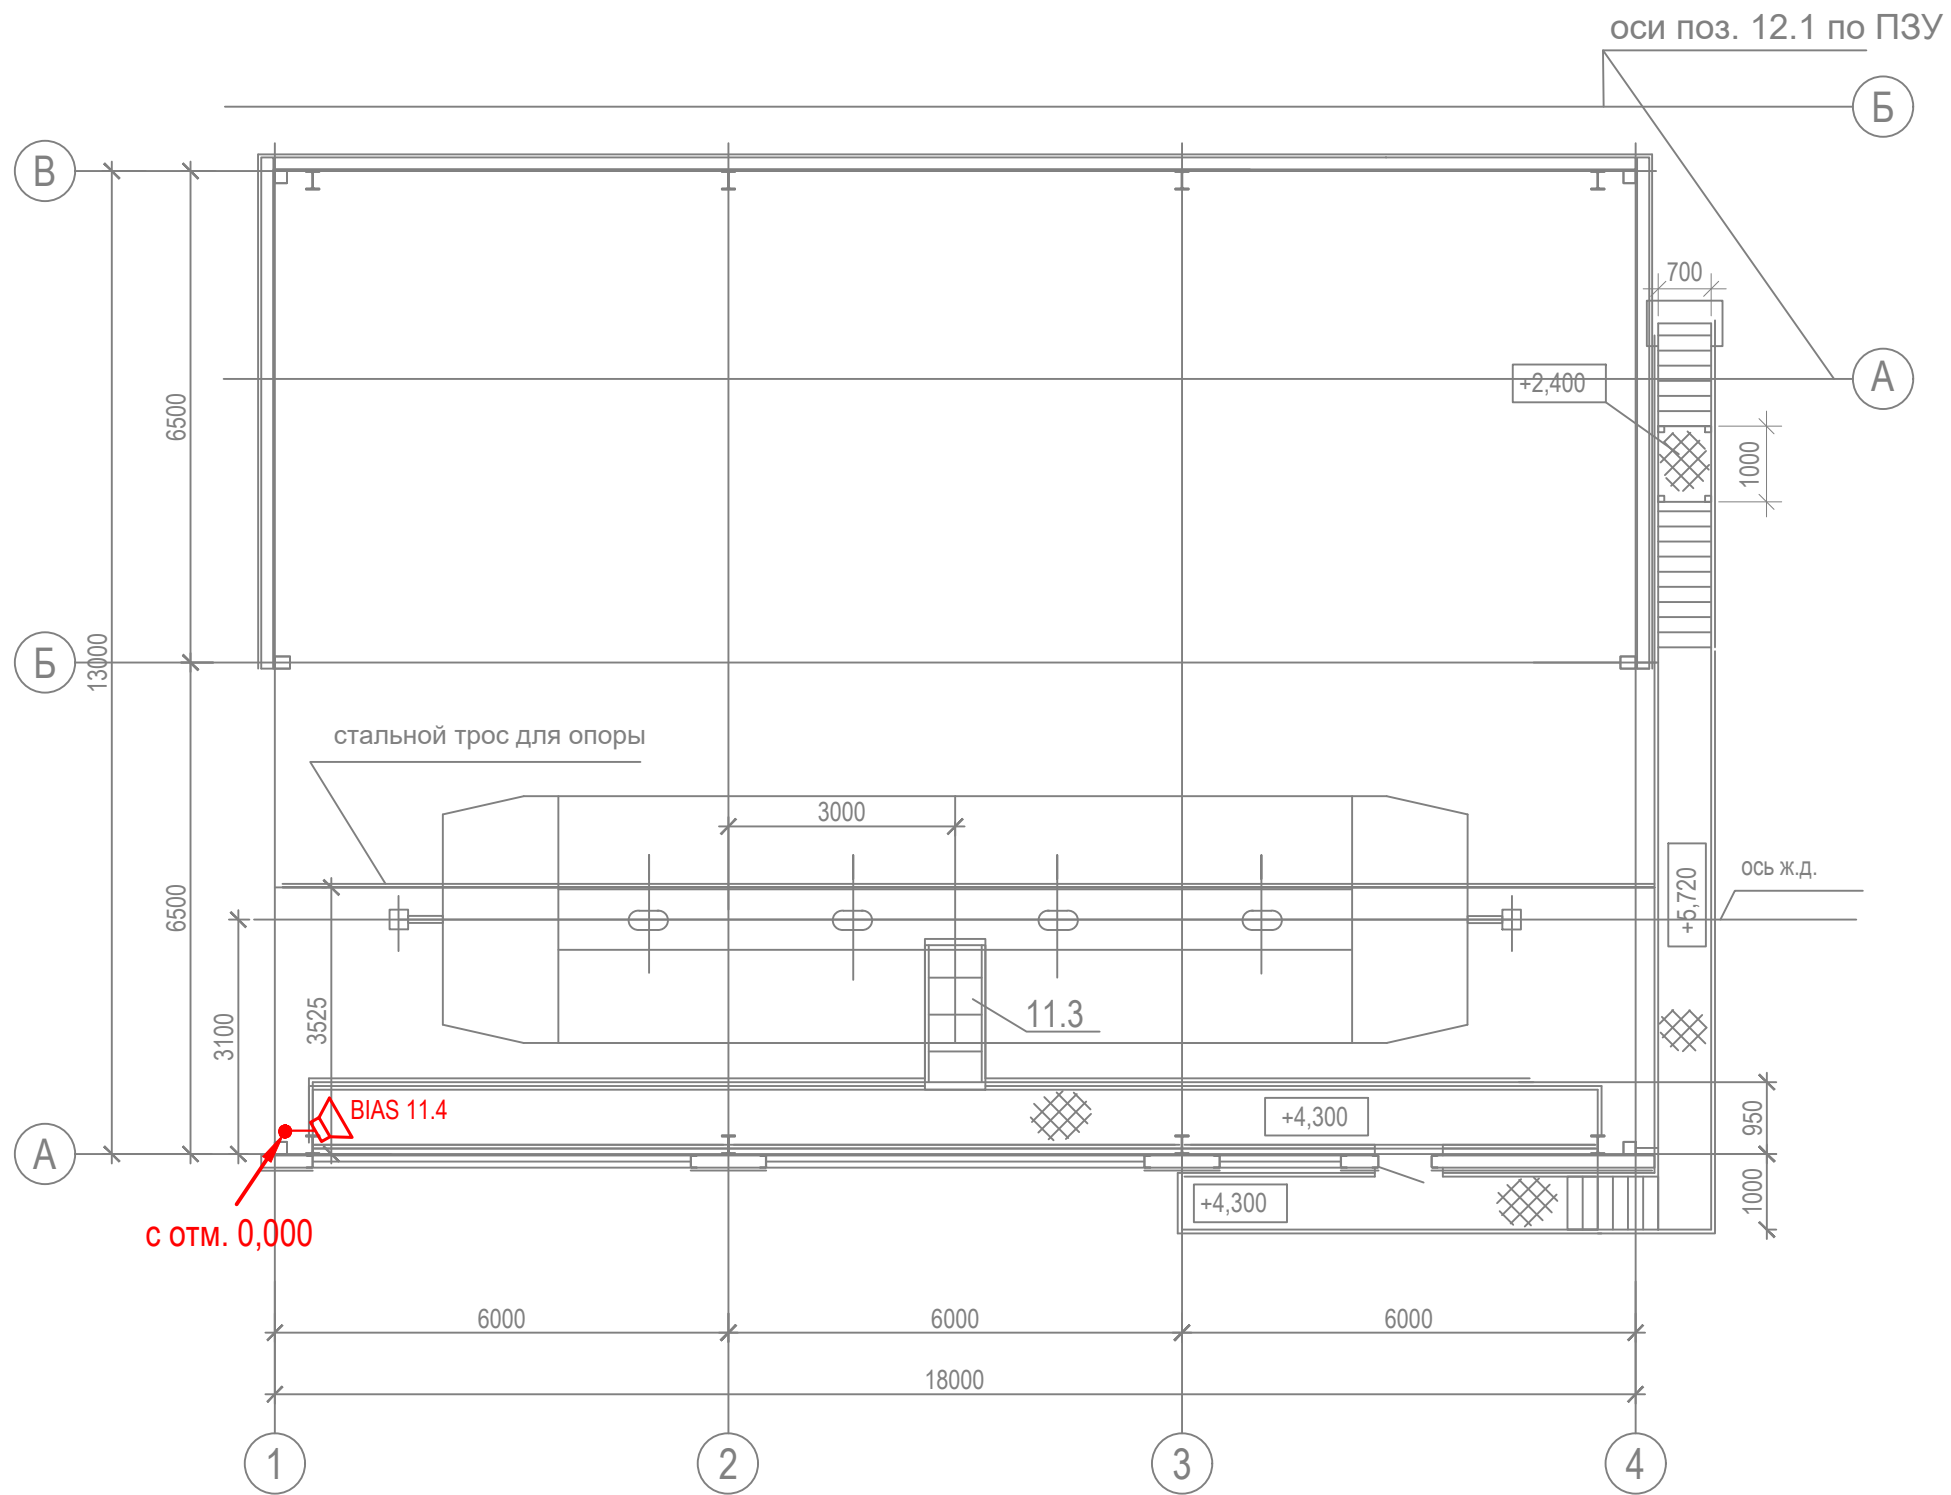 оси поз. 12.1 по ПЗУ
Б
В
700
+2,400
А
6500
1000
13000
Б
стальной трос для опоры
3000
+5,720
ось ж.д.
6500
3100
3525
11.3
BIAS 11.4
+4,300
950
А
+4,300
1000
с отм. 0,000
6000
6000
6000
18000
1
2
3
4